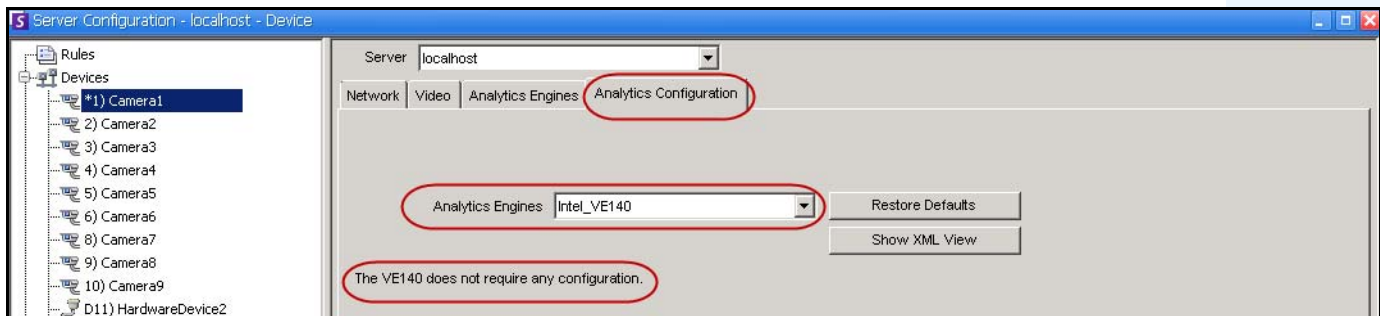 S Server Configuration - localhost - Device
Rules
Devices
*1) Camera1
2) Camera2
3) Camera3
4) Camera4
5) Camera5
6) Camera6
8) Camera7
9) Camera8
10) Camera9
D11) HardwareDevice2
Server localhost
Network Video Analytics Engines Analytics Configuration
Analytics Engines Intel_VE140 Restore Defaults
Show XML View
The VE140 does not require any configuration.